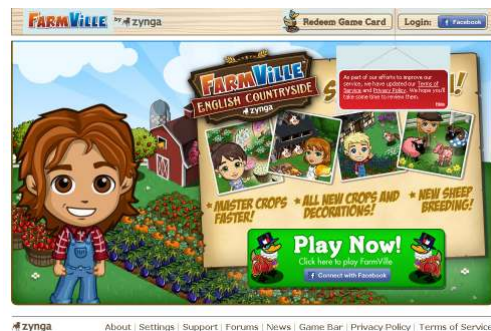 FARMVILLE by zynga
Redeem Game Card
Login: f Facebook
FARMVILLE
ENGLISH COUNTRYSIDE
zynga
S
!
As part of our efforts to improve our
service, we have updated our Terms of
Service and Privacy Policy. We hope you'll
take some time to review them.
* MASTER CROPS
FASTER!
* ALL NEW CROPS AND
DECORATIONS!
* NEW SHEEP
BREEDING!
Play Now!
Click here to play FarmVille
f Connect with Facebook
zynga
About | Settings | Support | Forums | News | Game Bar | Privacy Policy | Terms of Service